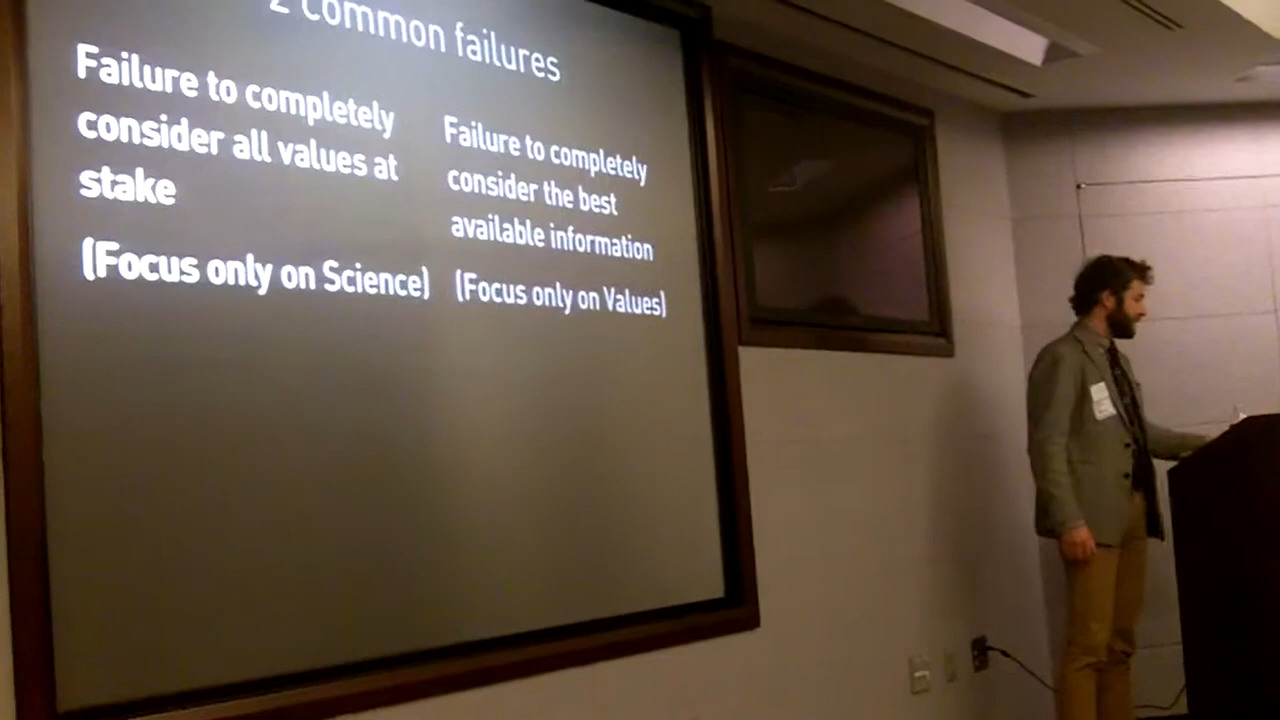 2 common failures
Failure to completely
consider all values at
stake
(Focus only on Science)
Failure to completely
consider the best
available information
(Focus only on Values)